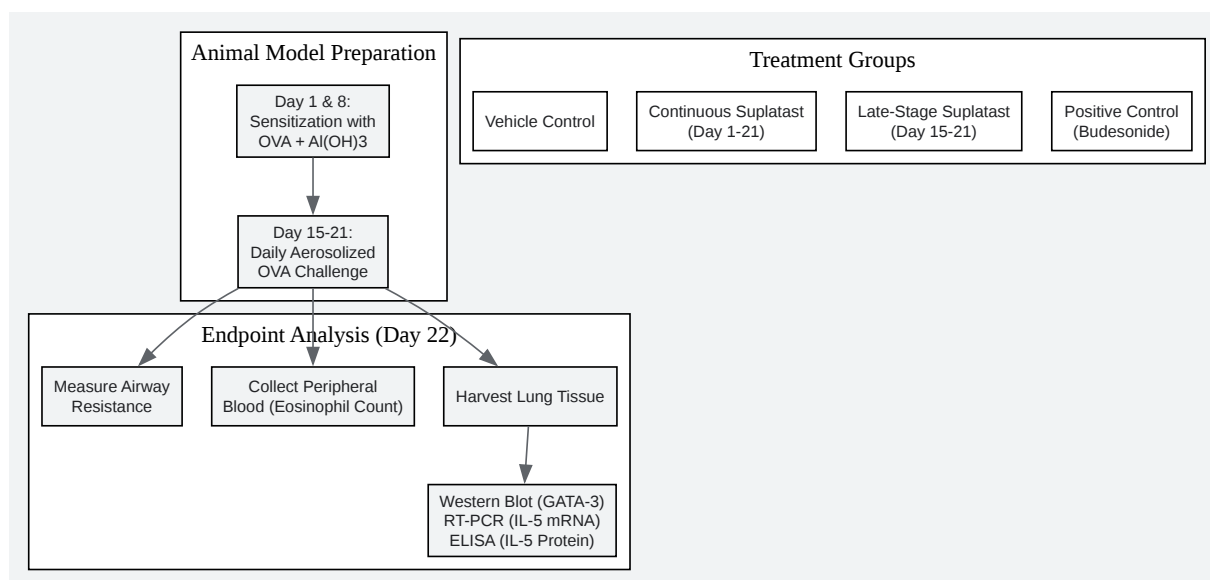 Animal Model Preparation
Day 1 & 8:
Sensitization with
OVA + Al(OH)3
Day 15-21:
Daily Aerosolized
OVA Challenge
Treatment Groups
Vehicle Control
Continuous Suplatast
(Day 1-21)
Late-Stage Suplatast
(Day 15-21)
Positive Control
(Budesonide)
Endpoint Analysis (Day 22)
Measure Airway
Resistance
Collect Peripheral
Blood (Eosinophil Count)
Harvest Lung Tissue
Western Blot (GATA-3)
RT-PCR (IL-5 mRNA)
ELISA (IL-5 Protein)